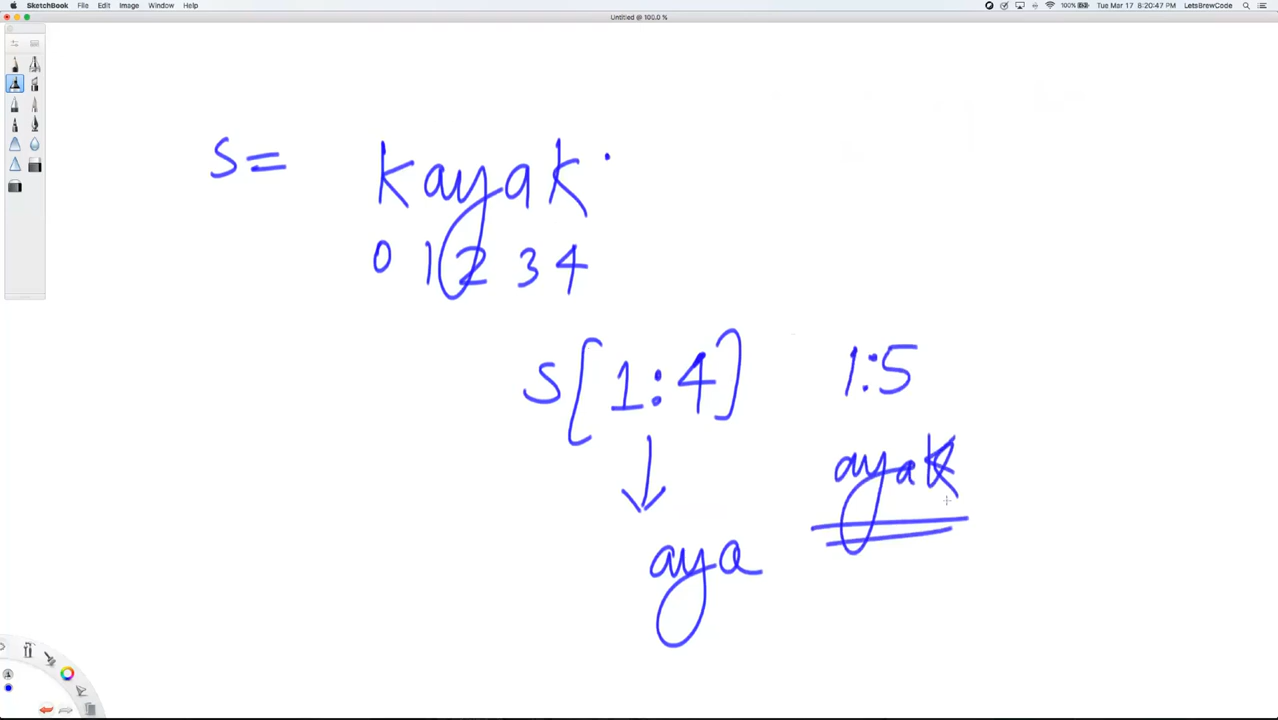 SketchBook File Edit Image Window Help 100% Tue Mar 17 8:20:47 PM LetsBrewCode
Untitled @ 100.0 %
s= kayak
0 1 2 3 4
s[1:4] 1:5
ayak
aya